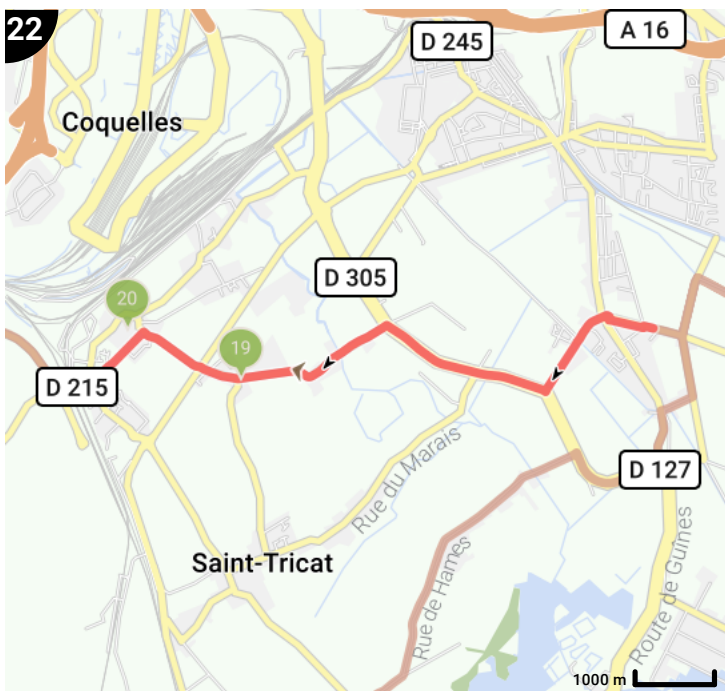 22
D 245
A 16
Coquelles
D 305
20
19
D 215
Rue du Marais
D 127
Saint-Tricat
Rue de Hames
Route de Guînes
1000 m